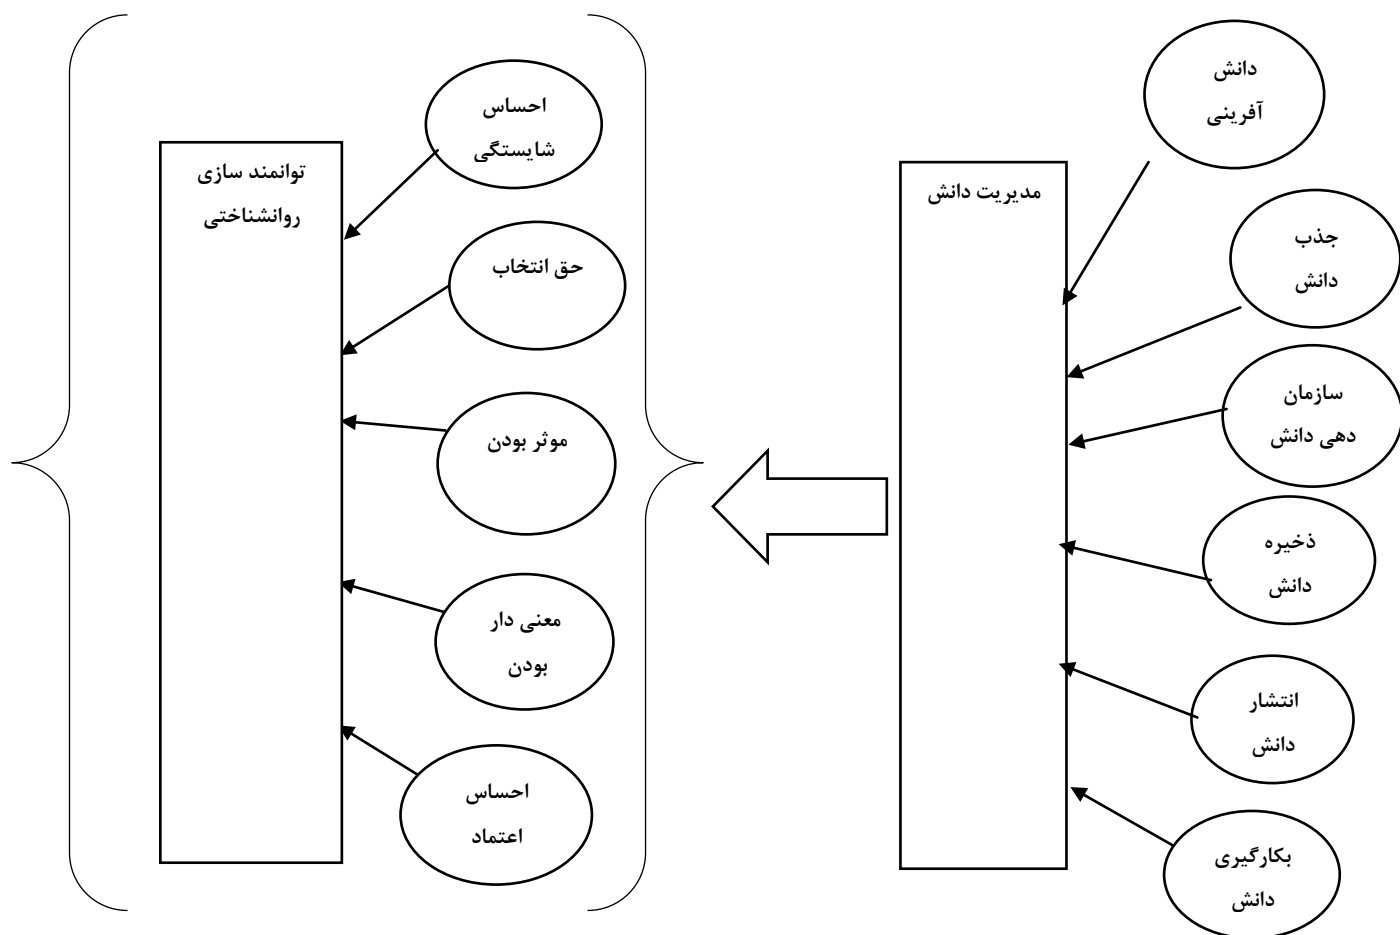 دانش
آفرینی
مدیریت دانش
جذب
دانش
سازمان
دهی دانش
ذخیره
دانش
انتشار
دانش
بکارگیری
دانش
احساس
شایستگی
توانمند سازی
روانشناختی
حق انتخاب
موثر بودن
معنی دار
بودن
احساس
اعتماد